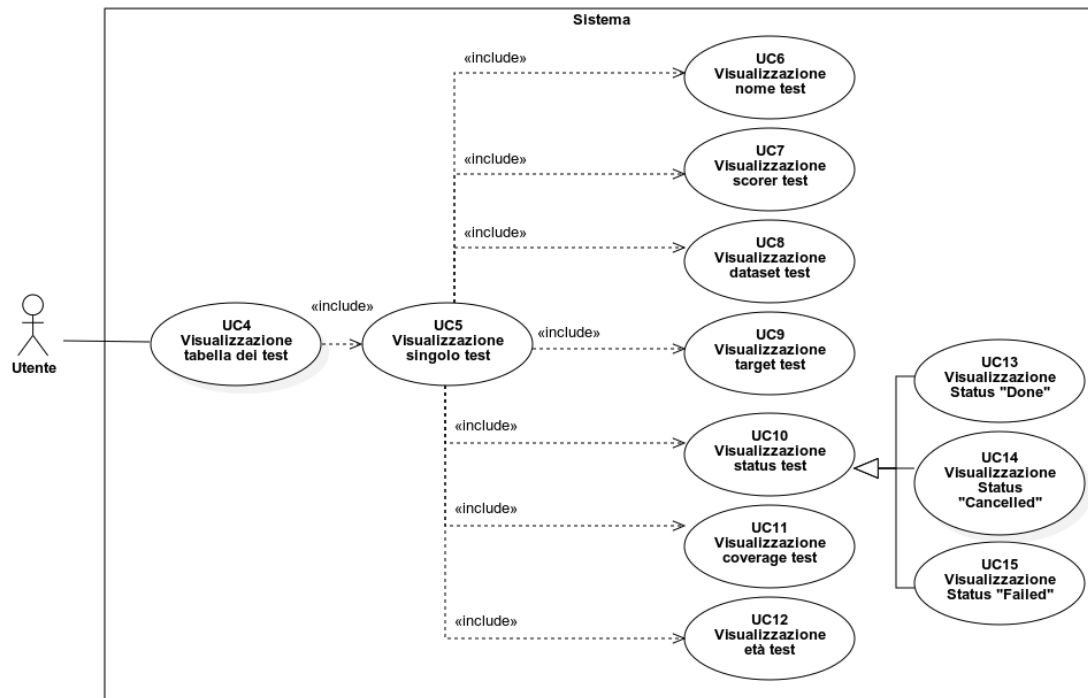 Sistema
«include»
UC6
Visualizzazione
nome test
«include»
UC7
Visualizzazione
scorer test
«include»
UC8
Visualizzazione
dataset test
Utente
UC4
Visualizzazione
tabella dei test
«include»
UC5
Visualizzazione
singolo test
«include»
UC9
Visualizzazione
target test
«include»
UC10
Visualizzazione
status test
UC13
Visualizzazione
Status "Done"
UC14
Visualizzazione
Status
"Cancelled"
UC15
Visualizzazione
Status "Failed"
«include»
UC11
Visualizzazione
coverage test
«include»
UC12
Visualizzazione
età test